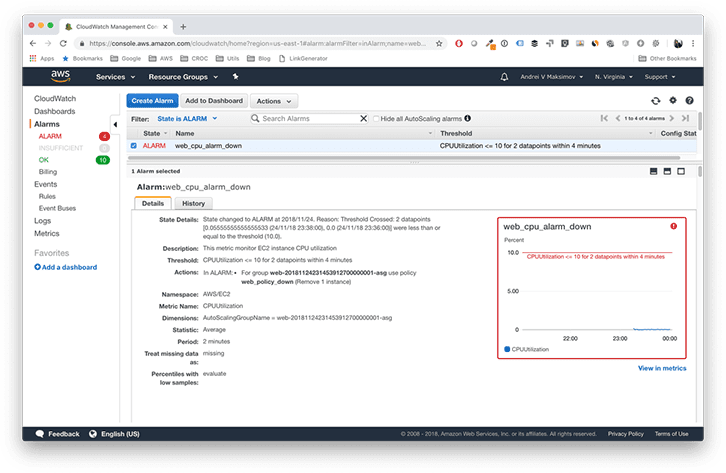 CloudWatch Management Con
https://console.aws.amazon.com/cloudwatch/home?region=us-east-1#alarm:alarmFilter=inAlarm;name=web...
Apps Bookmarks Google AWS CROC Utils Blog LinkGenerator Other Bookmarks
aws Services Resource Groups Andrei V Maksimov N. Virginia Support
CloudWatch
Dashboards
Alarms
ALARM 4
INSUFFICIENT 0
OK 10
Billing
Events
Rules
Event Buses
Logs
Metrics
Favorites
Add a dashboard
Create Alarm Add to Dashboard Actions
Filter: State is ALARM Search Alarms Hide all AutoScaling alarms 1 to 4 of 4 alarms
State Name Threshold Config Stat
ALARM web_cpu_alarm_down CPUUtilization <= 10 for 2 datapoints within 4 minutes
1 Alarm selected
Alarm:web_cpu_alarm_down
Details History
State Details: State changed to ALARM at 2018/11/24. Reason: Threshold Crossed: 2 datapoints
[0.05555555555555533 (24/11/18 23:38:00), 0.0 (24/11/18 23:36:00)] were less than or
equal to the threshold (10.0).
Description: This metric monitor EC2 instance CPU utilization
Threshold: CPUUtilization <= 10 for 2 datapoints within 4 minutes
Actions: In ALARM: • For group web-20181124231453912700000001-asg use policy
web_policy_down (Remove 1 instance)
Namespace: AWS/EC2
Metric Name: CPUUtilization
Dimensions: AutoScalingGroupName = web-20181124231453912700000001-asg
Statistic: Average
Period: 2 minutes
Treat missing data as: missing
Percentiles with low samples: evaluate
web_cpu_alarm_down
Percent
10.0
CPUUtilization <= 10 for 2 datapoints within 4 minutes
5.00
0
22:00 23:00 00:00
CPUUtilization
View in metrics
Feedback English (US) © 2008 - 2018, Amazon Web Services, Inc. or its affiliates. All rights reserved. Privacy Policy Terms of Use